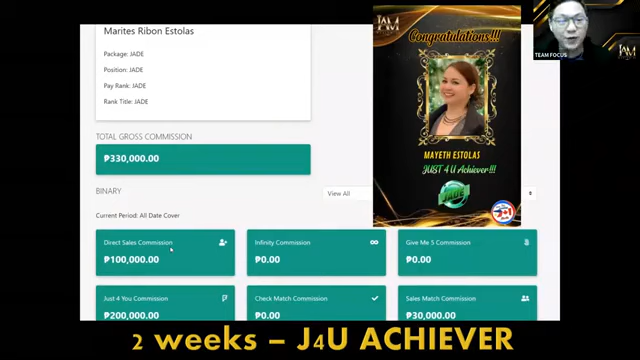 Marites Ribon Estolas
Package: JADE
Position: JADE
Pay Rank: JADE
Rank Title: JADE
TOTAL GROSS COMMISSION
₱330,000.00
BINARY
View All
Current Period: All Date Cover
Direct Sales Commission
₱100,000.00
Infinity Commission
₱0.00
Give Me 5 Commission
₱0.00
Just 4 You Commission
₱200,000.00
Check Match Commission
₱0.00
Sales Match Commission
₱30,000.00
JAM
Congratulations!!!
MAYETH ESTOLAS
JUST 4 U Achiever!!!
JADE
TEAM FOCUS
JAM
2 weeks – J4U ACHIEVER